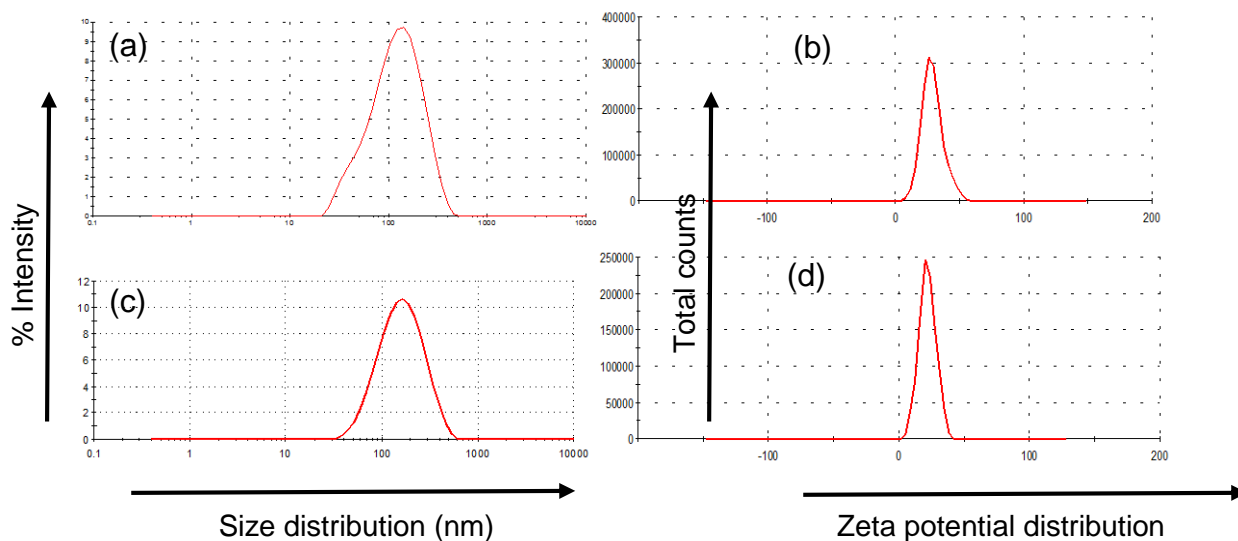 (a)
10
9
8
7
6
5
4
3
2
1
0
0.1 1 10 100 1000 10000
(b)
400000
300000
200000
100000
0
-100 0 100 200
(c)
12
10
8
6
4
2
0
0.1 1 10 100 1000 10000
(d)
250000
200000
150000
100000
50000
0
-100 0 100 200
% Intensity
Total counts
Size distribution (nm)
Zeta potential distribution